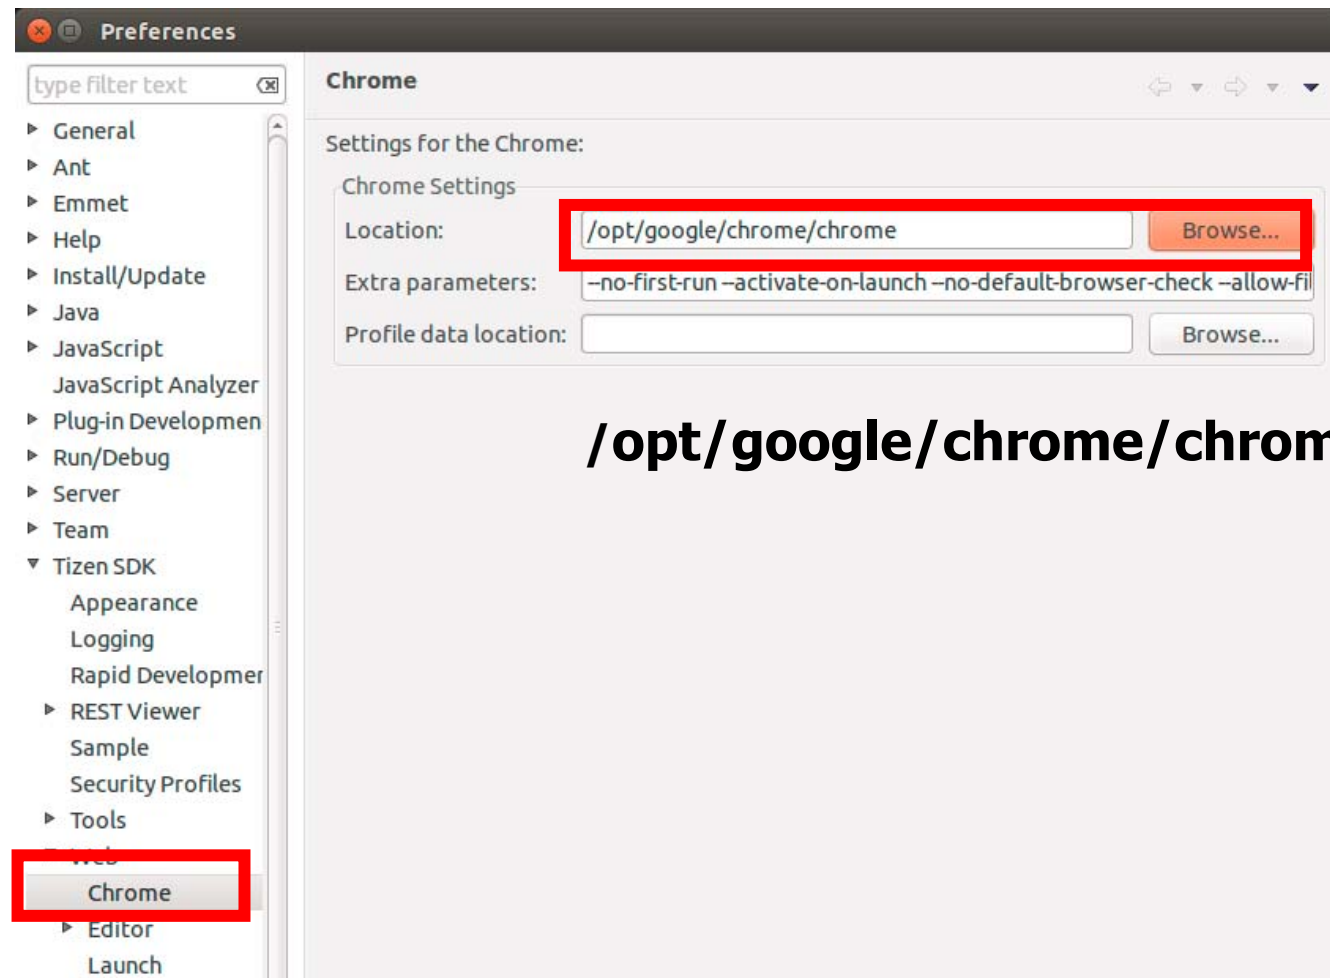 Preferences
type filter text
General
Ant
Emmet
Help
Install/Update
Java
JavaScript
JavaScript Analyzer
Plug-in Developmen
Run/Debug
Server
Team
Tizen SDK
Appearance
Logging
Rapid Developmer
REST Viewer
Sample
Security Profiles
Tools
Web
Chrome
Editor
Launch
Chrome
Settings for the Chrome:
Chrome Settings
Location: /opt/google/chrome/chrome Browse...
Extra parameters: --no-first-run --activate-on-launch --no-default-browser-check --allow-fil
Profile data location: Browse...
/opt/google/chrome/chrom